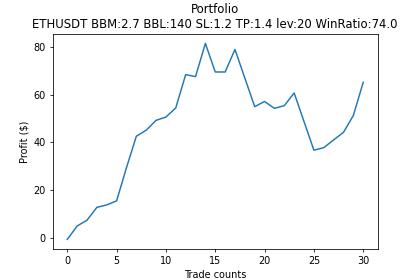 Portfolio
ETHUSDT BBM:2.7 BBL:140 SL:1.2 TP:1.4 lev:20 WinRatio:74.0
80
60
40
20
0
Profit ($)
0 5 10 15 20 25 30
Trade counts